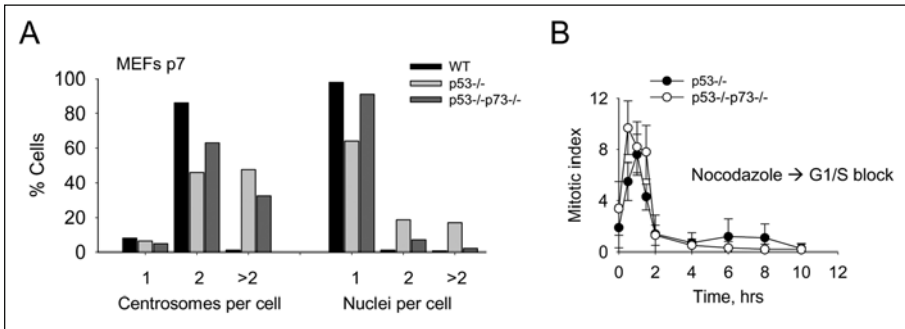 A
MEFs p7
WT
p53-/-
p53-/-p73-/-
100
80
60
40
20
0
% Cells
1 2 >2 1 2 >2
Centrosomes per cell Nuclei per cell
B
p53-/-
p53-/-p73-/-
12
8
4
0
Mitotic index
Nocodazole → G1/S block
0 2 4 6 8 10 12
Time, hrs